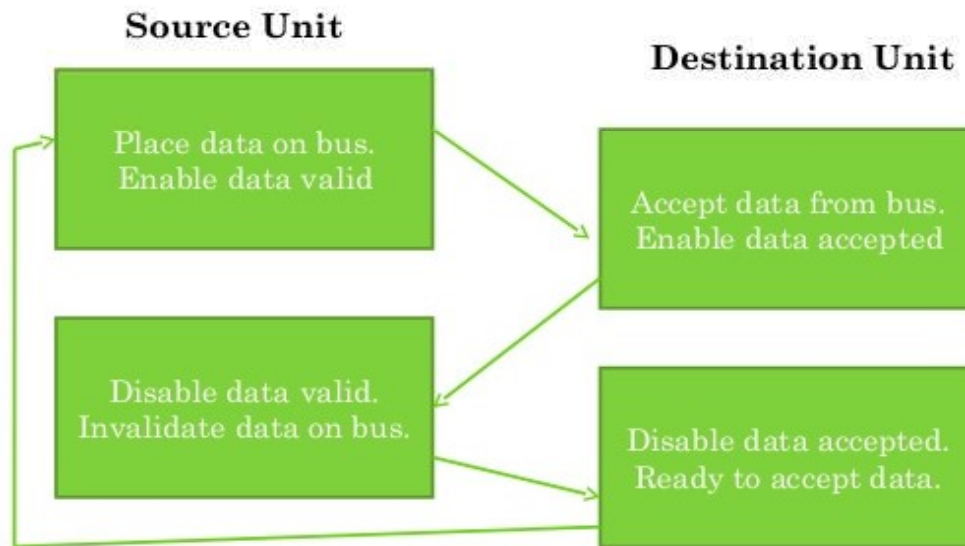 Source Unit
Destination Unit
Place data on bus.
Enable data valid
Accept data from bus.
Enable data accepted
Disable data valid.
Invalidate data on bus.
Disable data accepted.
Ready to accept data.